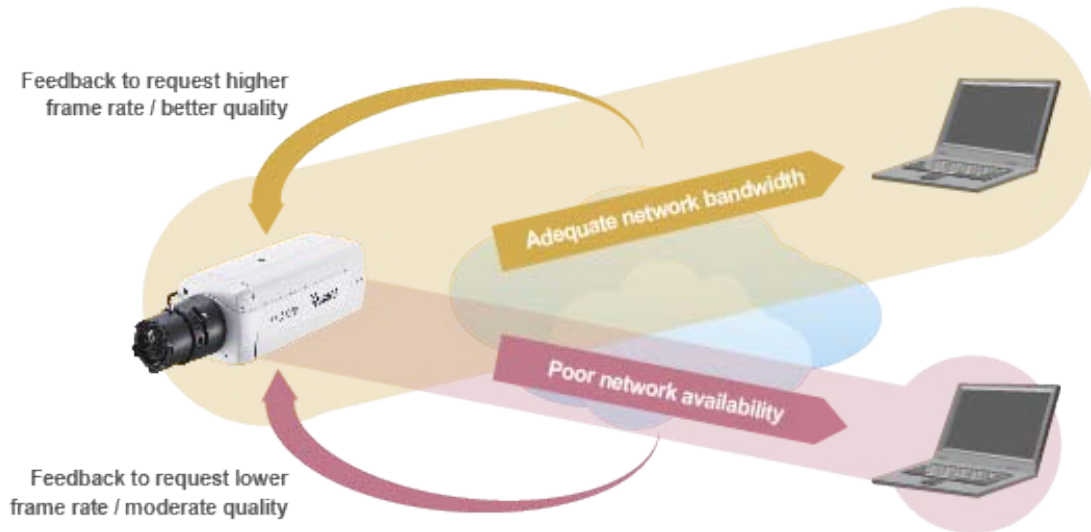 Feedback to request higher
frame rate / better quality
Adequate network bandwidth
Poor network availability
Feedback to request lower
frame rate / moderate quality